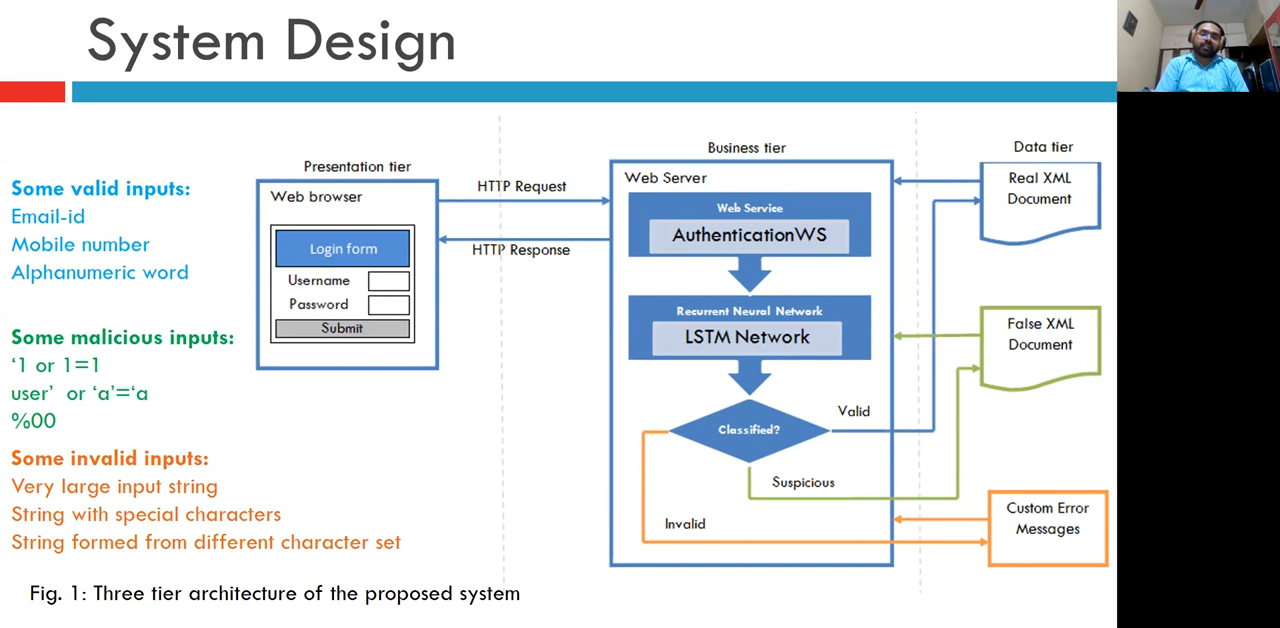 System Design
Some valid inputs:
Email-id
Mobile number
Alphanumeric word
Some malicious inputs:
‘1 or 1=1
user’ or ‘a’=‘a
%00
Some invalid inputs:
Very large input string
String with special characters
String formed from different character set
Presentation tier
Web browser
Login form
Username
Password
Submit
HTTP Request
HTTP Response
Business tier
Web Server
Web Service
AuthenticationWS
Recurrent Neural Network
LSTM Network
Classified?
Valid
Suspicious
Invalid
Data tier
Real XML
Document
False XML
Document
Custom Error
Messages
Fig. 1: Three tier architecture of the proposed system